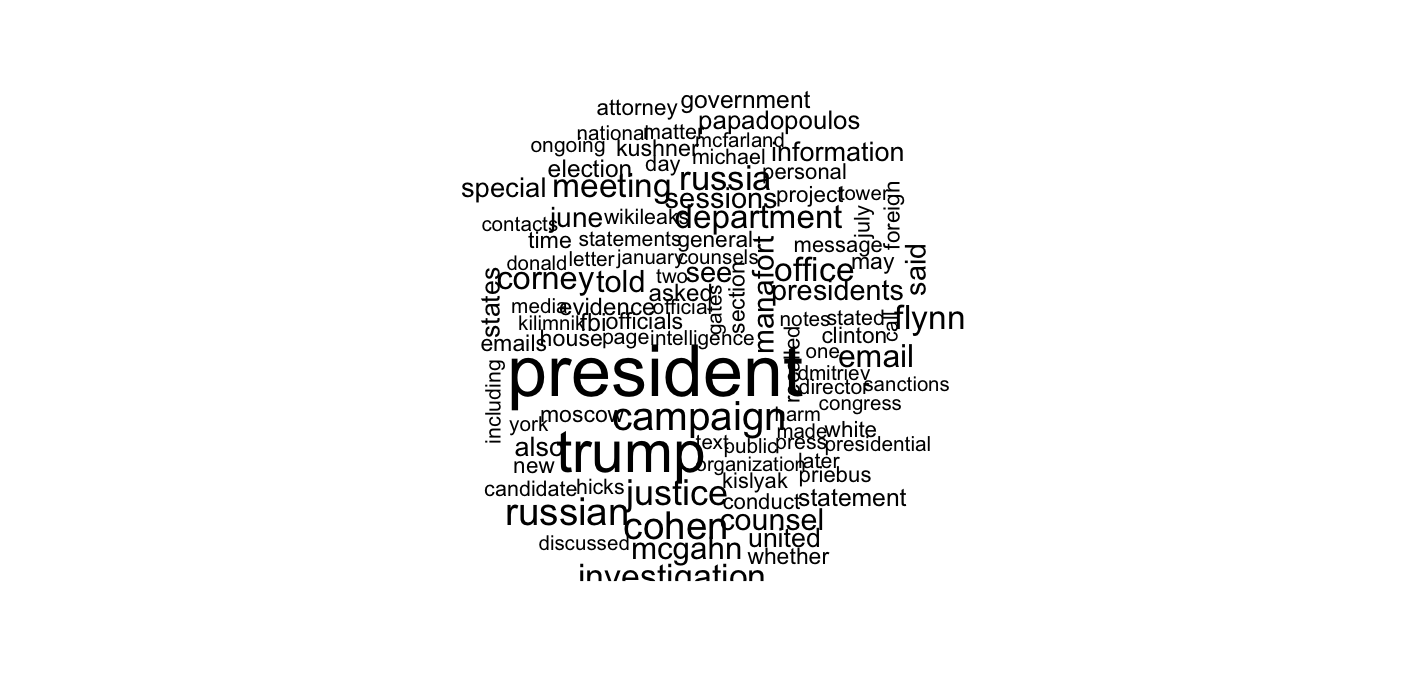 government
attorney
papadopoulos
national
matter
mcfarland
ongoing
kushner
michael
information
election
day
personal
special
meeting
russia
sessions
project
tower
foreign
contacts
june
wikileaks
department
july
time
statements
general
message
said
donald
letter
january
counsels
manafort
office
may
states
comey
told
two
see
section
asked
presidents
gates
media
evidence
official
kilimnik
fbi
officials
notes
stated
call
flynn
emails
house
page
intelligence
clinton
one
email
president
dmitriev
including
director
sanctions
congress
york
moscow
campaign
harm
made
white
also
trump
text
public
press
presidential
new
organization
later
candidate
hicks
justice
kislyak
priebus
conduct
statement
russian
cohen
counsel
discussed
mcgahn
united
whether
investigation